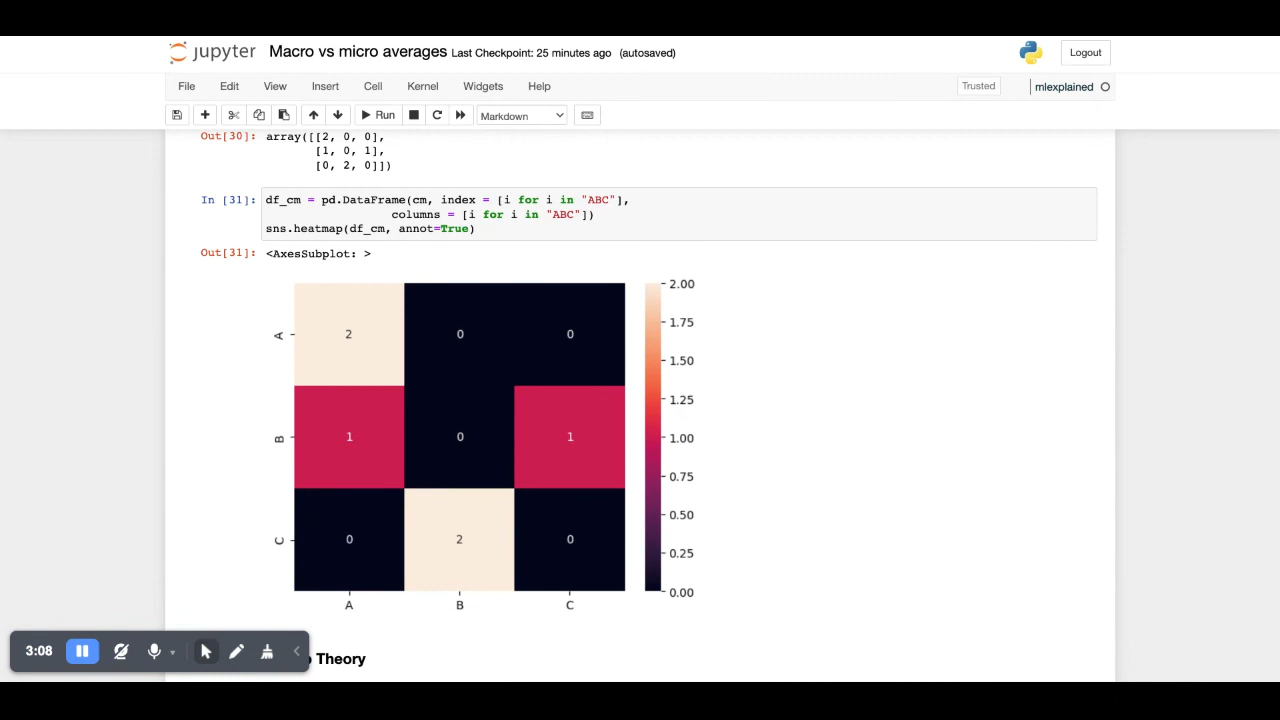 jupyter Macro vs micro averages Last Checkpoint: 25 minutes ago (autosaved) Logout
File Edit View Insert Cell Kernel Widgets Help Trusted mlexplained
Run Markdown
Out[30]: array([[2, 0, 0],
[1, 0, 1],
[0, 2, 0]])
In [31]: df_cm = pd.DataFrame(cm, index = [i for i in "ABC"],
columns = [i for i in "ABC"])
sns.heatmap(df_cm, annot=True)
Out[31]: <AxesSubplot: >
2.00
1.75
1.50
1.25
1.00
0.75
0.50
0.25
0.00
A 2 0 0
B 1 0 1
C 0 2 0
A B C
3:08
Theory